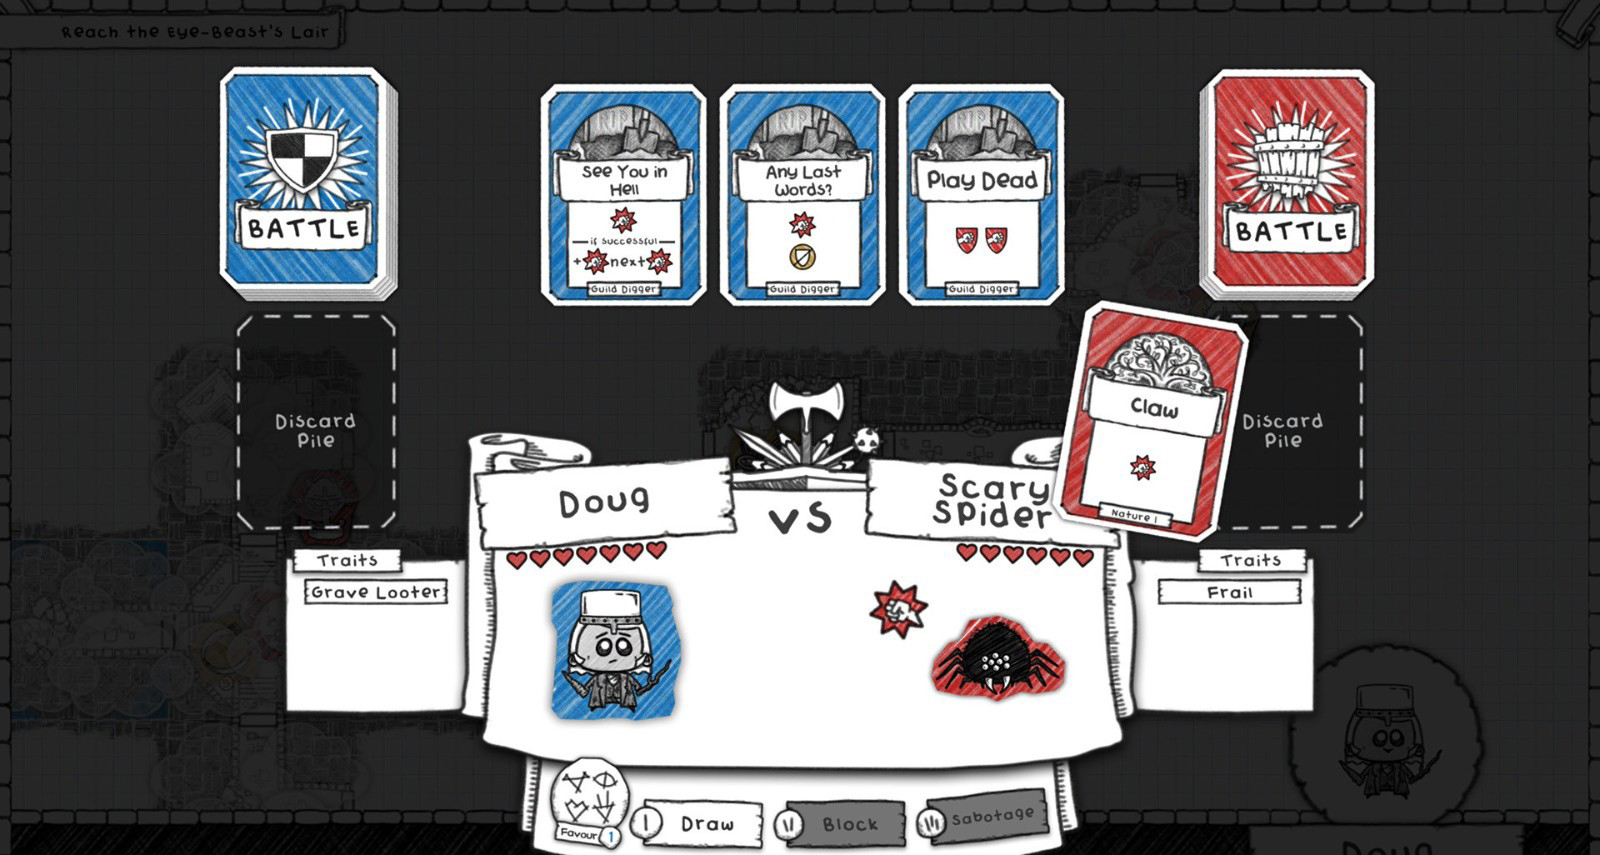 Reach the Eye-Beast's Lair
BATTLE
RIP
See You in
Hell
if successful
+ next
Guild Digger
RIP
Any Last
Words?
Guild Digger
RIP
Play Dead
Guild Digger
BATTLE
Discard
Pile
Claw
Nature I
Discard
Pile
Doug
VS
Scary
Spider
Traits
Grave Looter
Traits
Frail
Favour 1
I Draw
II Block
III Sabotage
Doug